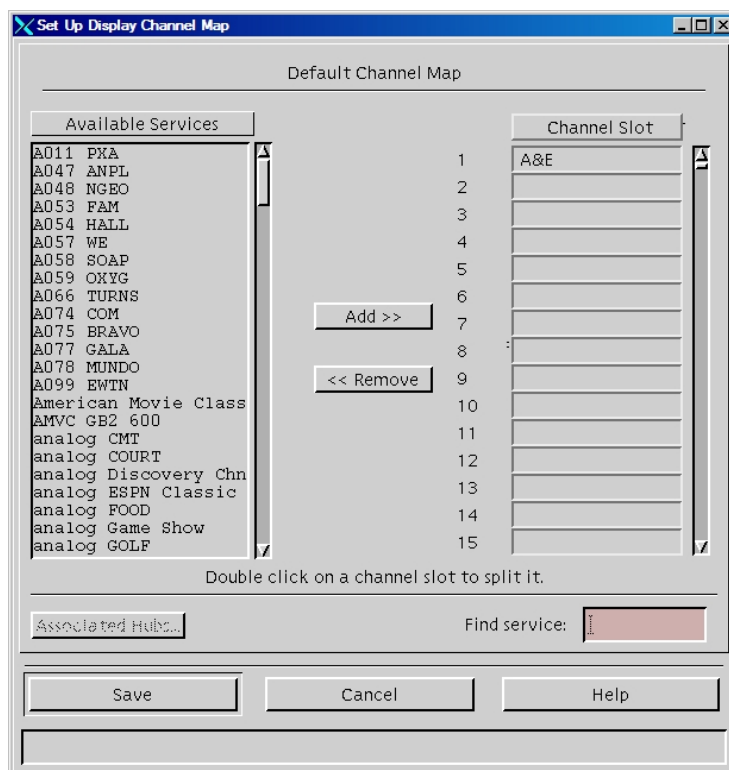 Set Up Display Channel Map
Default Channel Map
Available Services
A011 PXA
A047 ANPL
A048 NGEO
A053 FAM
A054 HALL
A057 WE
A058 SOAP
A059 OXYG
A066 TURNS
A074 COM
A075 BRAVO
A077 GALA
A078 MUNDO
A099 EWTN
American Movie Class
AMVC GB2 600
analog CMT
analog COURT
analog Discovery Chn
analog ESPN Classic
analog FOOD
analog Game Show
analog GOLF
Add >>
<< Remove
Channel Slot
1 A&E
2
3
4
5
6
7
8
9
10
11
12
13
14
15
Double click on a channel slot to split it.
Associated Hubs...
Find service:
Save
Cancel
Help